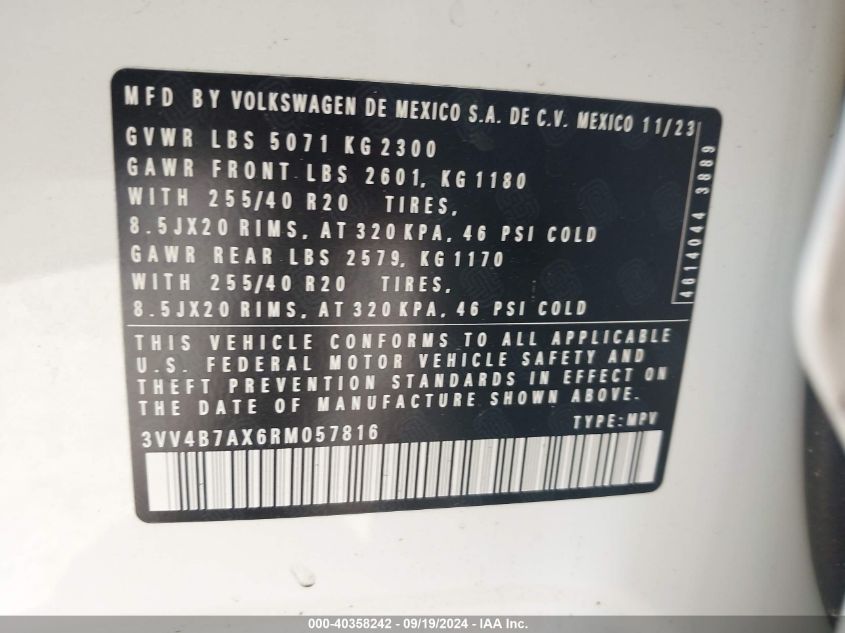 MFD BY VOLKSWAGEN DE MEXICO S.A. DE C.V. MEXICO 11/23
GVWR LBS 5071 KG 2300
GAWR FRONT LBS 2601, KG 1180
WITH 255/40 R20 TIRES,
8.5JX20 RIMS, AT 320 KPA, 46 PSI COLD
GAWR REAR LBS 2579, KG 1170
WITH 255/40 R20 TIRES,
8.5JX20 RIMS, AT 320 KPA, 46 PSI COLD
4614044 3889
THIS VEHICLE CONFORMS TO ALL APPLICABLE
U.S. FEDERAL MOTOR VEHICLE SAFETY AND
THEFT PREVENTION STANDARDS IN EFFECT ON
THE DATE OF MANUFACTURE SHOWN ABOVE.
3VV4B7AX6RM057816 TYPE:MPV
000-40358242 - 09/19/2024 - IAA Inc.